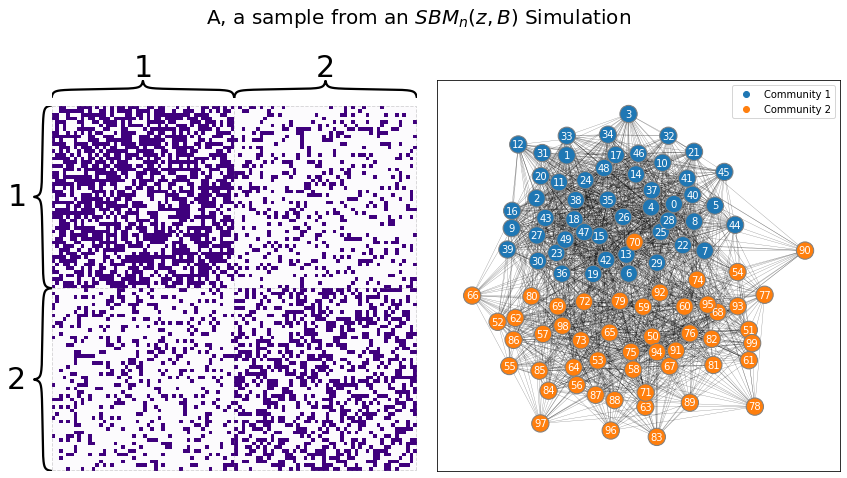 A, a sample from an $SBM_n(z, B)$ Simulation
1 2
1
2
Community 1
Community 2
3
33 34 32
12
31 1 17 46 21
48 10
20 11 24 14 41 45
37
2 38 35 40
16 4 0 5
43 18 26 28 8
9 44
27 49 47 15 25
39 23 70 22 7 90
42 13
30 29
36 19 6 54
74
66 80 69 72 79 59 92 60 95 93 77
52 62 68
57 98 65 76 51
86 73 50 82 99
75 94 91
55 85 64 53 58 67 81 61
84 56
87 88 71 89
63 78
97 96 83